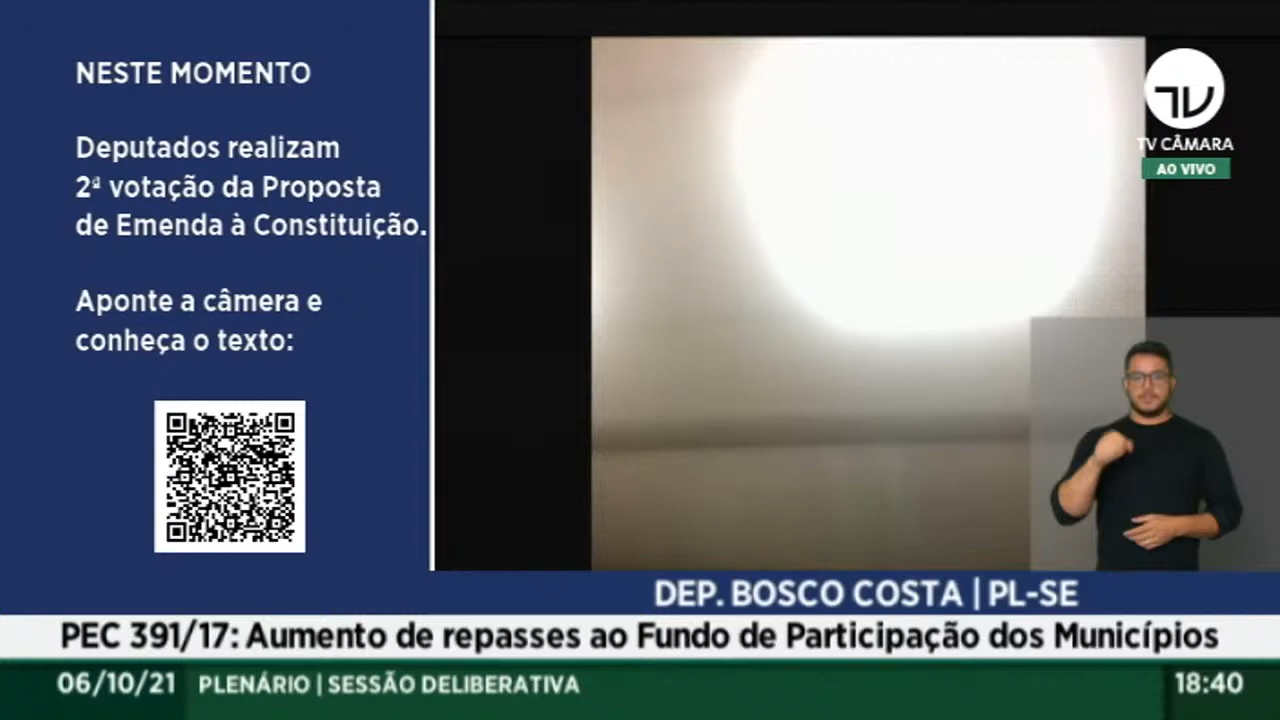 NESTE MOMENTO
Deputados realizam
2ª votação da Proposta
de Emenda à Constituição.
Aponte a câmera e
conheça o texto:
TV CÂMARA
AO VIVO
DEP. BOSCO COSTA | PL-SE
PEC 391/17: Aumento de repasses ao Fundo de Participação dos Municípios
06/10/21 PLENÁRIO | SESSÃO DELIBERATIVA 18:40